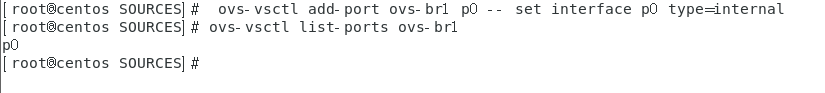 [root@centos SOURCES]#  ovs-vsctl add-port ovs-br1 p0 -- set interface p0 type=internal
[root@centos SOURCES]# ovs-vsctl list-ports ovs-br1
p0
[root@centos SOURCES]#